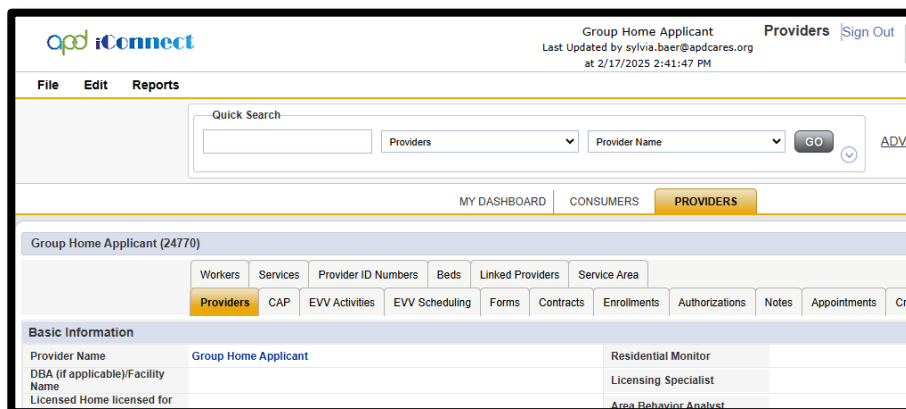 apd iConnect
Group Home Applicant
Last Updated by sylvia.baer@apdcares.org
at 2/17/2025 2:41:47 PM
Providers
Sign Out
File Edit Reports
Quick Search
Providers Provider Name GO
MY DASHBOARD CONSUMERS PROVIDERS
Group Home Applicant (24770)
Workers Services Provider ID Numbers Beds Linked Providers Service Area
Providers CAP EVV Activities EVV Scheduling Forms Contracts Enrollments Authorizations Notes Appointments
Basic Information
Provider Name Group Home Applicant Residential Monitor
DBA (if applicable)/Facility
Name
Licensing Specialist
Licensed Home licensed for
Area Behavior Analyst